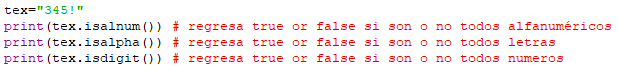 tex="345!"
print(tex.isalnum()) # regresa true or false si son o no todos alfanuméricos
print(tex.isalpha()) # regresa true or false si son o no todos letras
print(tex.isdigit()) # regresa true or false si son o no todos numeros